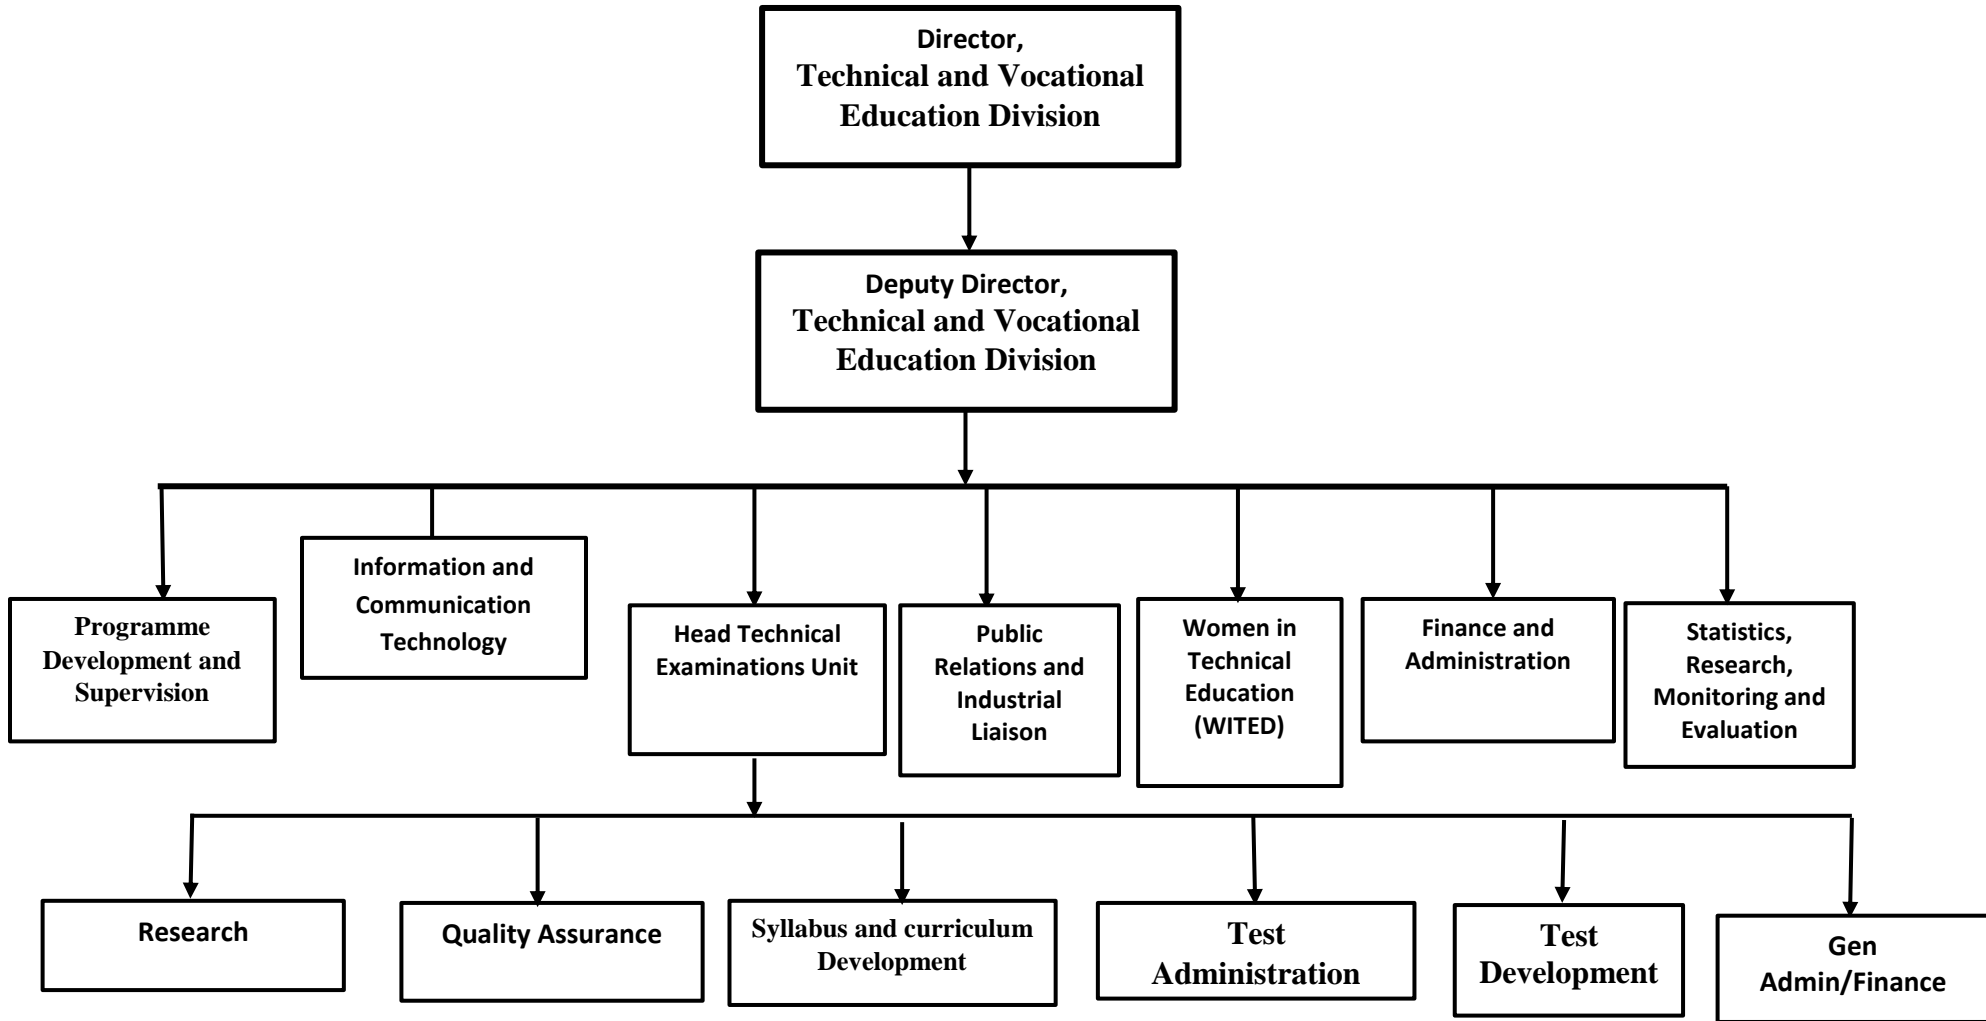 Director,
Technical and Vocational
Education Division
Deputy Director,
Technical and Vocational
Education Division
Programme
Development and
Supervision
Information and
Communication
Technology
Head Technical
Examinations Unit
Public
Relations and
Industrial
Liaison
Women in
Technical
Education
(WITED)
Finance and
Administration
Statistics,
Research,
Monitoring and
Evaluation
Research
Quality Assurance
Syllabus and curriculum
Development
Test
Administration
Test
Development
Gen
Admin/Finance